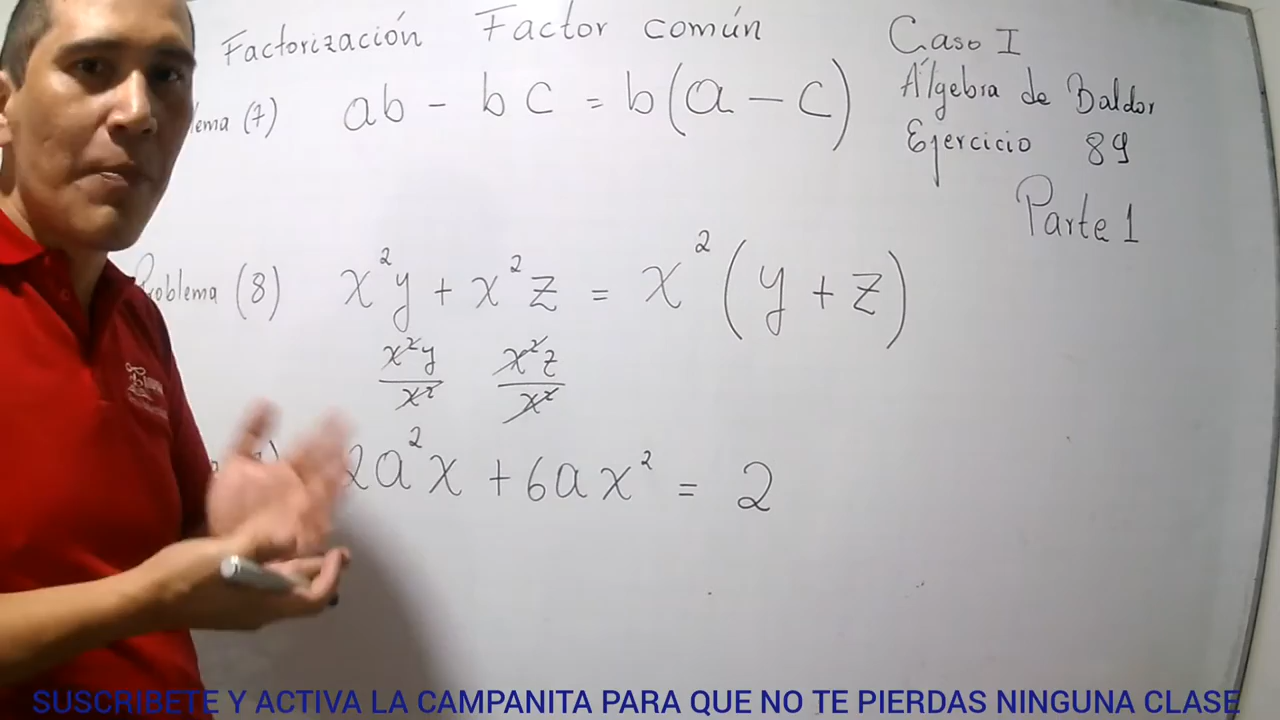 Factorización Factor común Caso I
lema (7) ab - bc = b(a - c) Álgebra de Baldor
Ejercicio 89
Parte 1
Problema (8) x²y + x²z = x²(y + z)
x²y/x² x²z/x²
2a²x + 6ax² = 2
SUSCRIBETE Y ACTIVA LA CAMPANITA PARA QUE NO TE PIERDAS NINGUNA CLASE